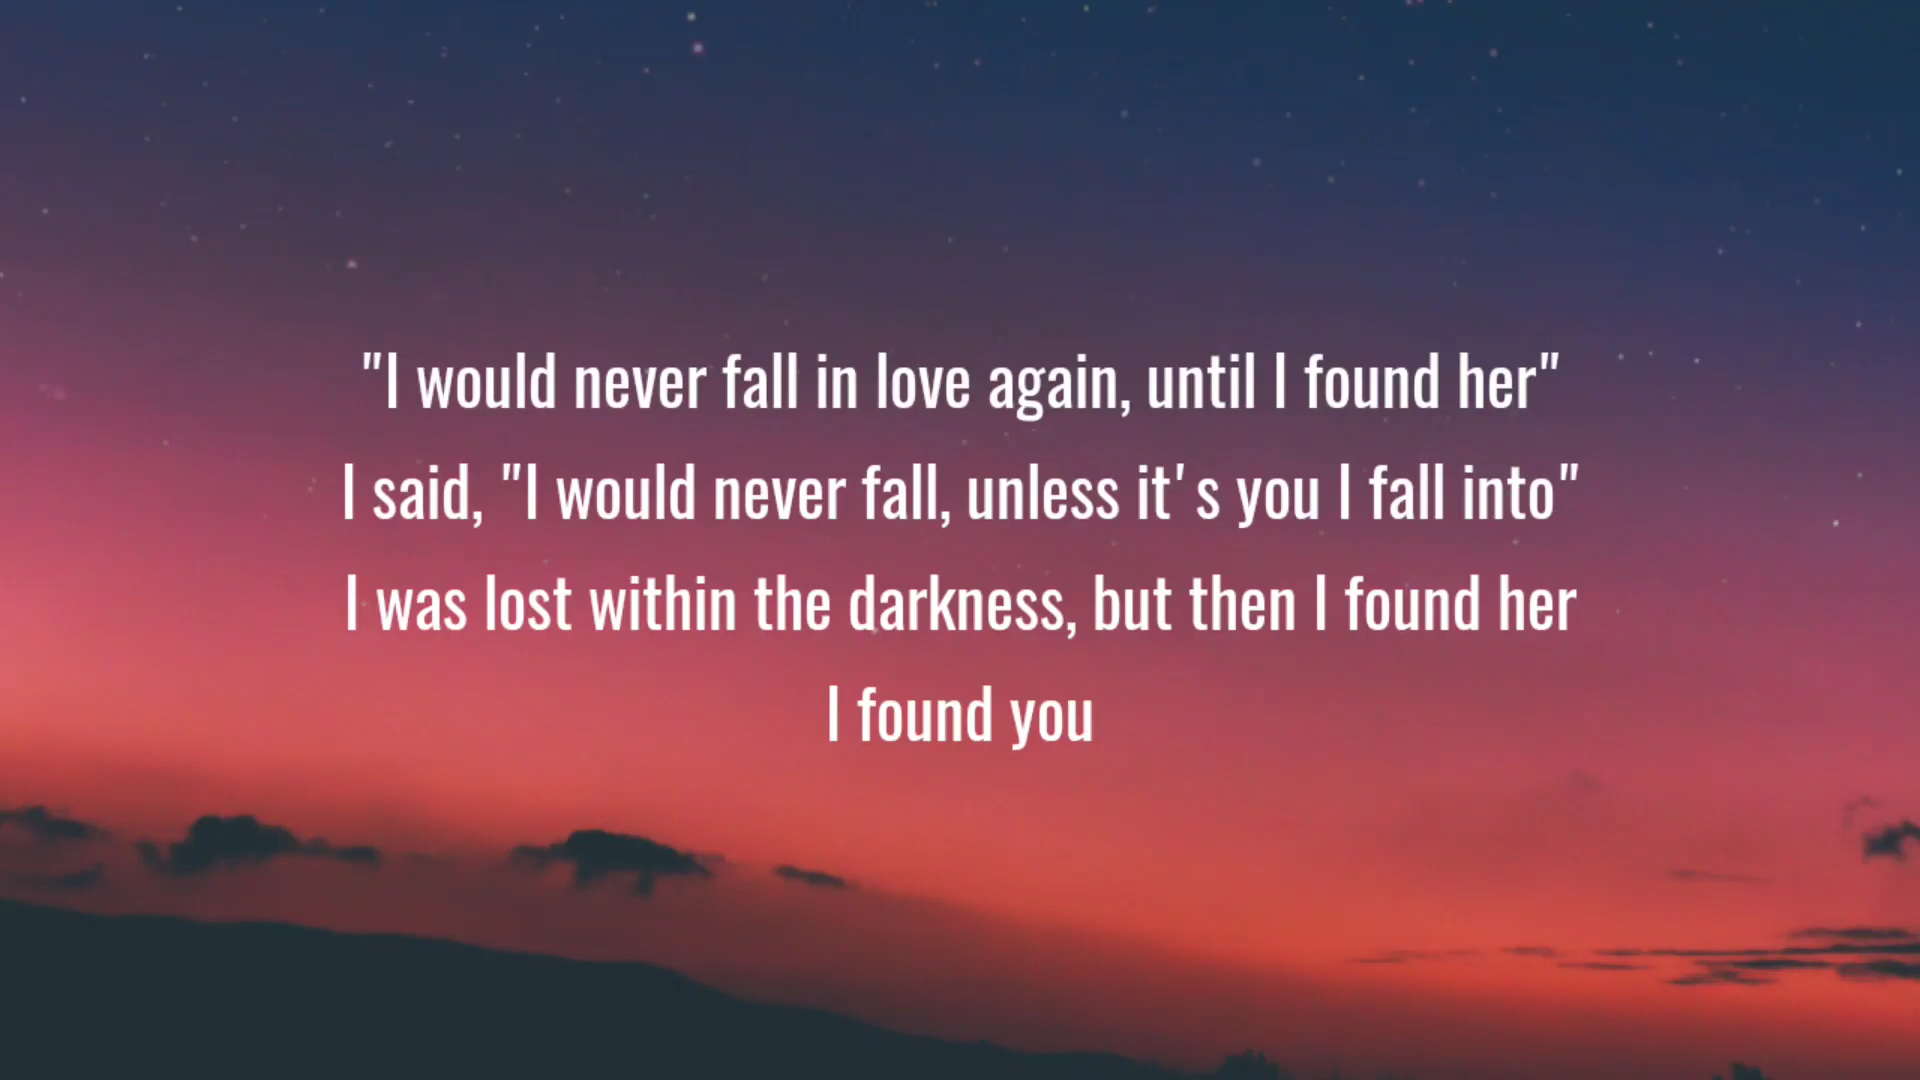 "I would never fall in love again, until I found her"
I said, "I would never fall, unless it's you I fall into"
I was lost within the darkness, but then I found her
I found you